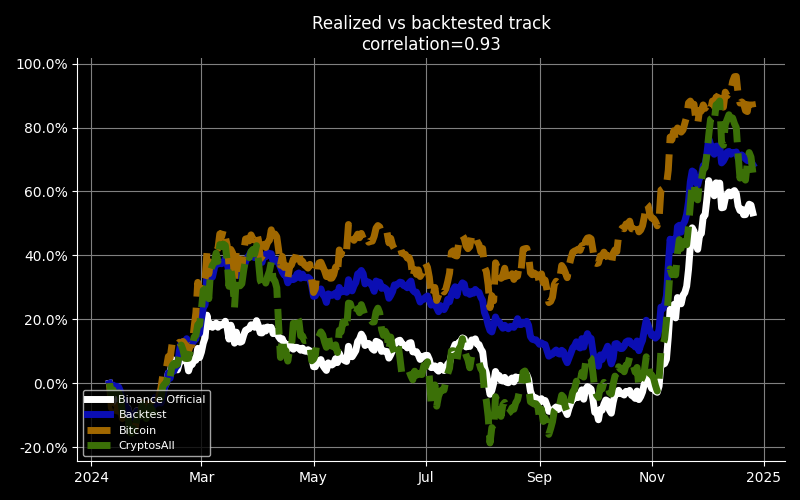 Realized vs backtested track
correlation=0.93
100.0%
80.0%
60.0%
40.0%
20.0%
0.0%
-20.0%
Binance Official
Backtest
Bitcoin
CryptosAll
2024
Mar
May
Jul
Sep
Nov
2025